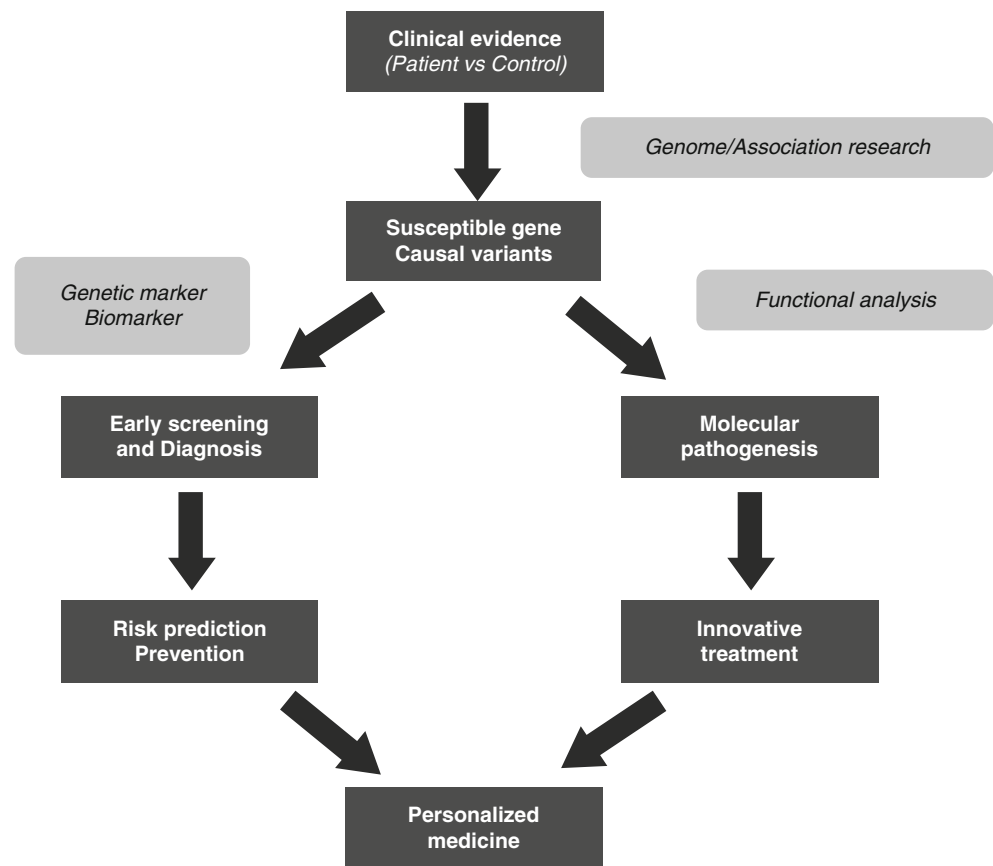 Clinical evidence
(Patient vs Control)
Genome/Association research
Susceptible gene
Causal variants
Genetic marker
Biomarker
Functional analysis
Early screening
and Diagnosis
Molecular
pathogenesis
Risk prediction
Prevention
Innovative
treatment
Personalized
medicine